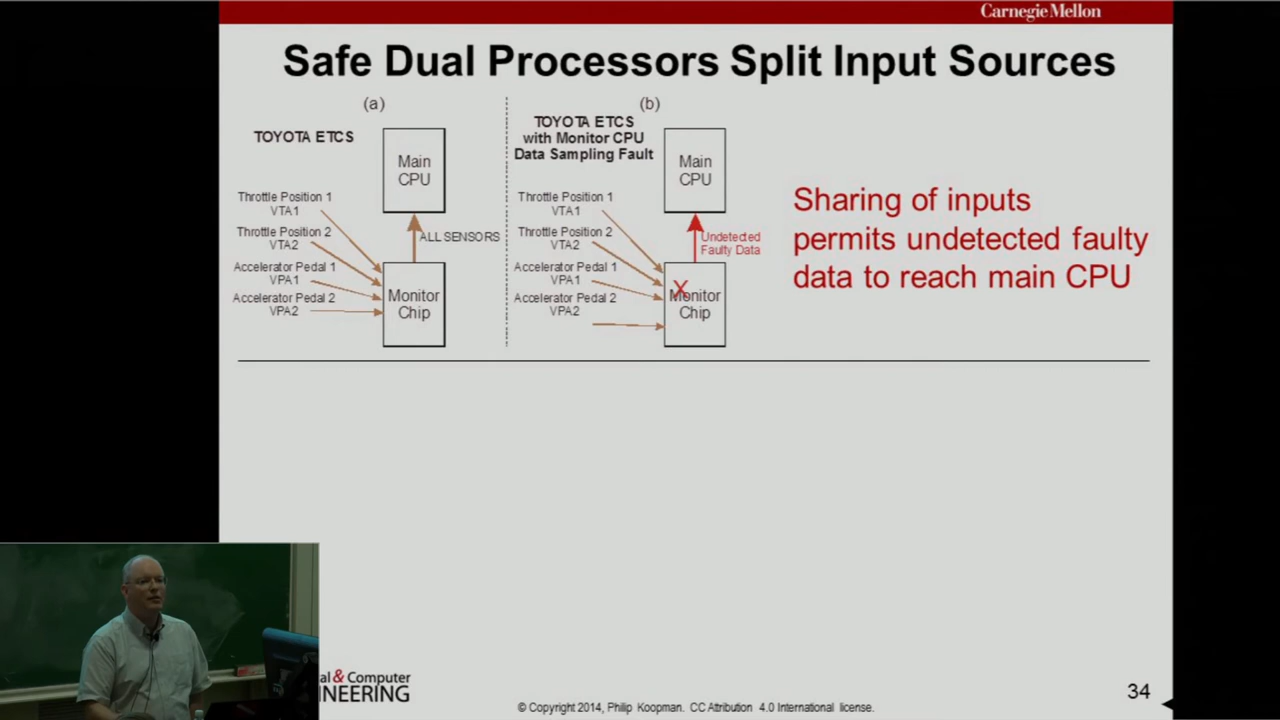 Carnegie Mellon
Safe Dual Processors Split Input Sources
(a)
TOYOTA ETCS
Main
CPU
Throttle Position 1
VTA1
Throttle Position 2
VTA2
Accelerator Pedal 1
VPA1
Accelerator Pedal 2
VPA2
ALL SENSORS
Monitor
Chip
(b)
TOYOTA ETCS
with Monitor CPU
Data Sampling Fault
Main
CPU
Throttle Position 1
VTA1
Throttle Position 2
VTA2
Accelerator Pedal 1
VPA1
Accelerator Pedal 2
VPA2
Undetected
Faulty Data
X
Monitor
Chip
Sharing of inputs
permits undetected faulty
data to reach main CPU
al & Computer
NEERING
© Copyright 2014, Philip Koopman. CC Attribution 4.0 International license.
34